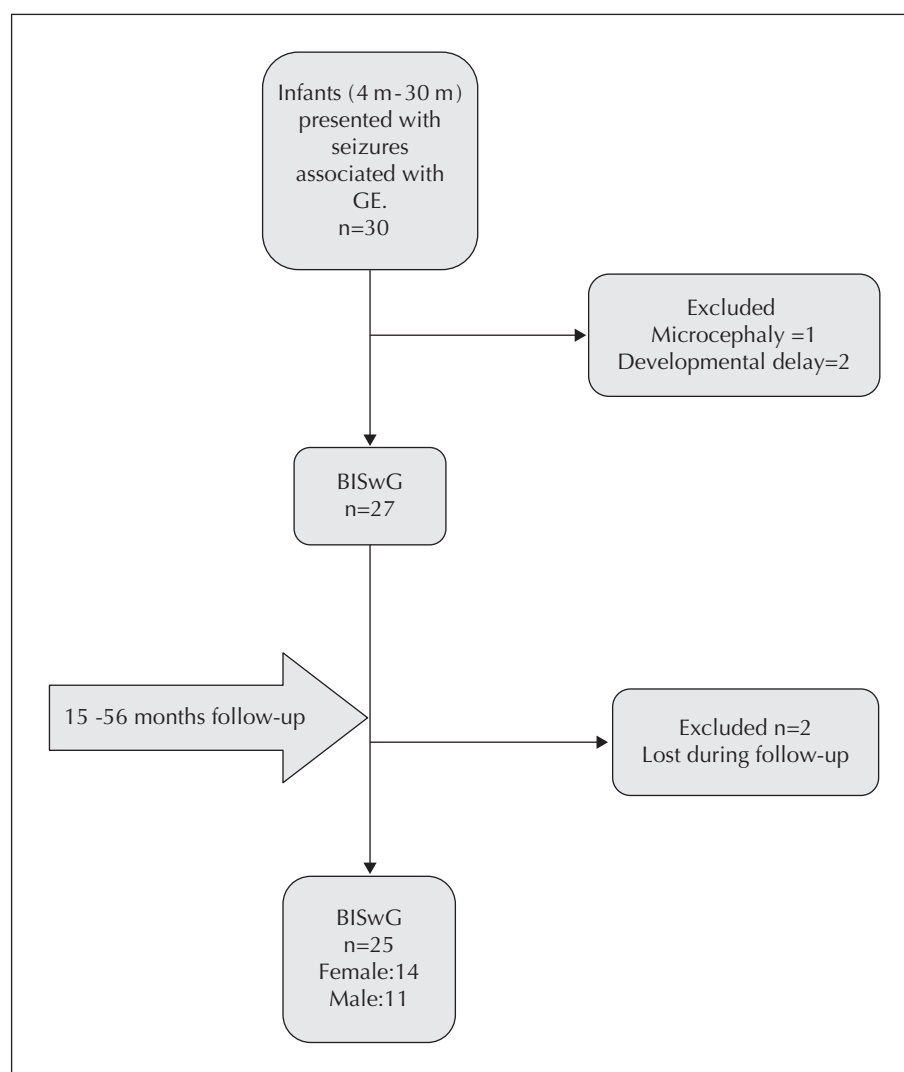 Infants (4 m-30 m)
presented with
seizures
associated with
GE.
n=30
Excluded
Microcephaly =1
Developmental delay=2
BISwG
n=27
15 -56 months follow-up
Excluded n=2
Lost during follow-up
BISwG
n=25
Female:14
Male:11